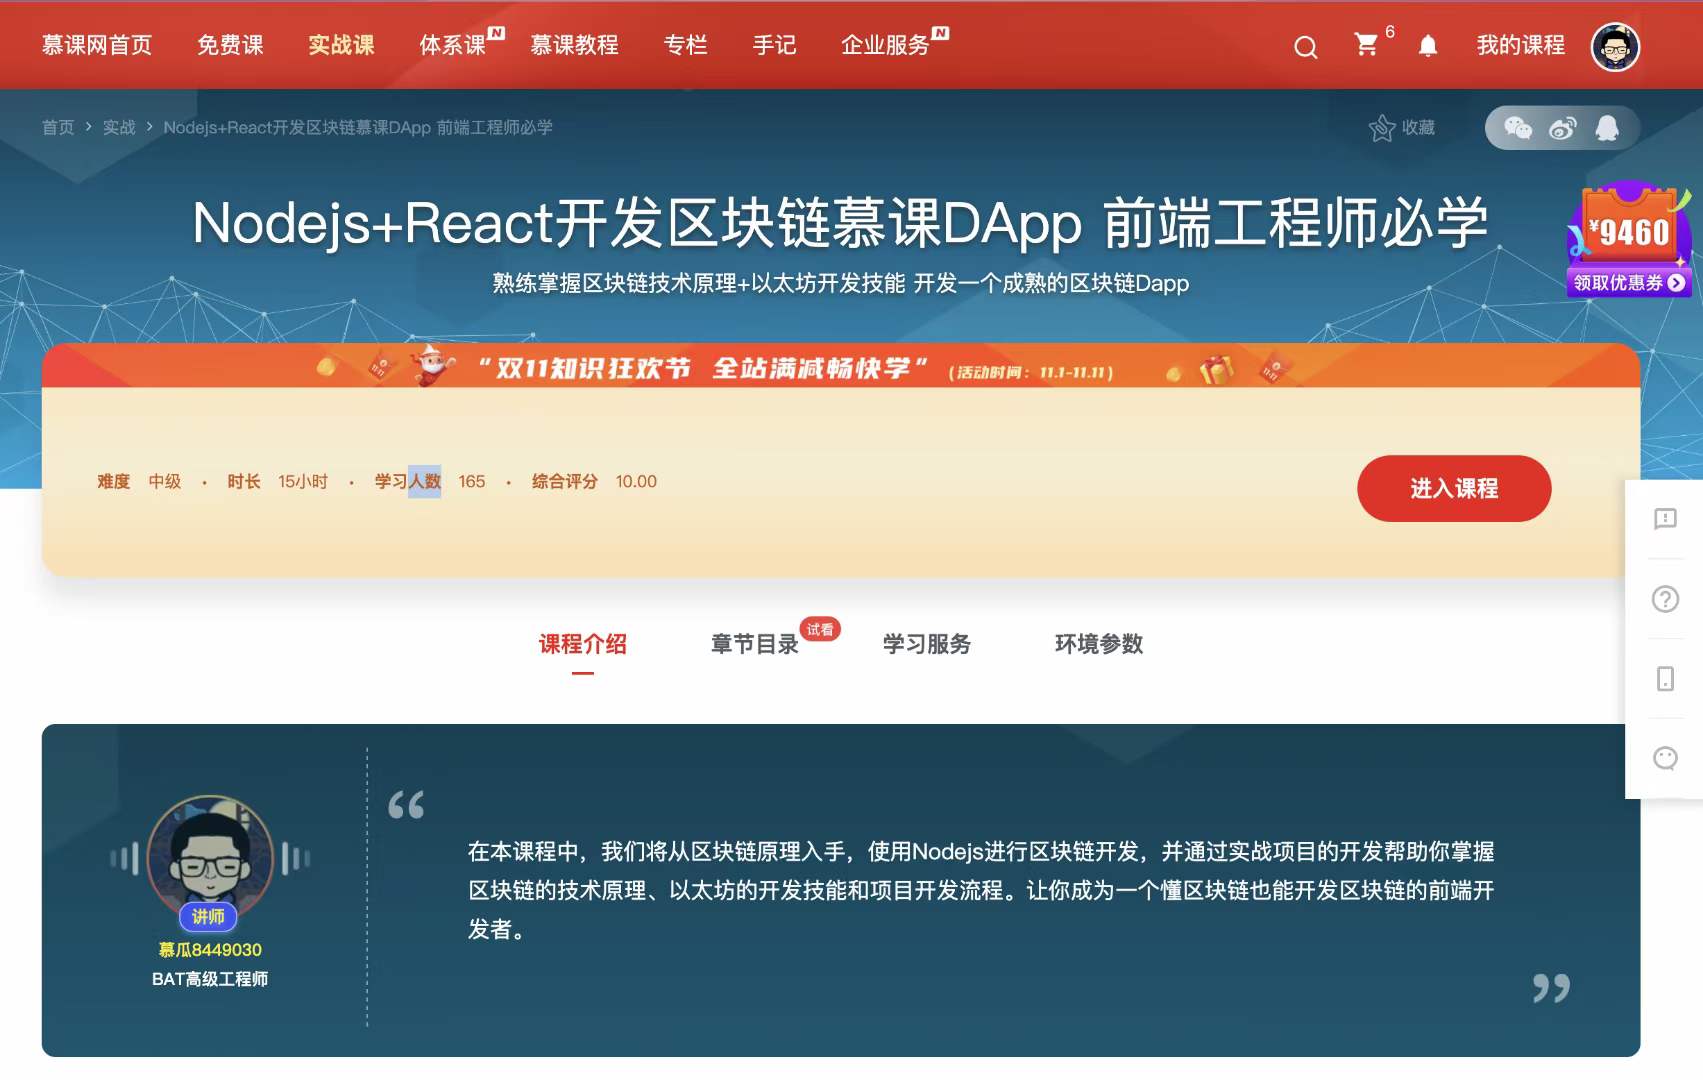 慕课网首页 免费课 实战课 体系课 N 慕课教程 专栏 手记 企业服务 N 6 我的课程
首页 > 实战 > Nodejs+React开发区块链慕课DApp 前端工程师必学 收藏
Nodejs+React开发区块链慕课DApp 前端工程师必学
熟练掌握区块链技术原理+以太坊开发技能 开发一个成熟的区块链Dapp
¥9460
领取优惠券
“双11知识狂欢节 全站满减畅快学” (活动时间：11.1-11.11)
难度 中级 · 时长 15小时 · 学习人数 165 · 综合评分 10.00
进入课程
课程介绍 章节目录 试看 学习服务 环境参数
在本课程中，我们将从区块链原理入手，使用Nodejs进行区块链开发，并通过实战项目的开发帮助你掌握
区块链的技术原理、以太坊的开发技能和项目开发流程。让你成为一个懂区块链也能开发区块链的前端开
发者。
讲师
慕瓜8449030
BAT高级工程师